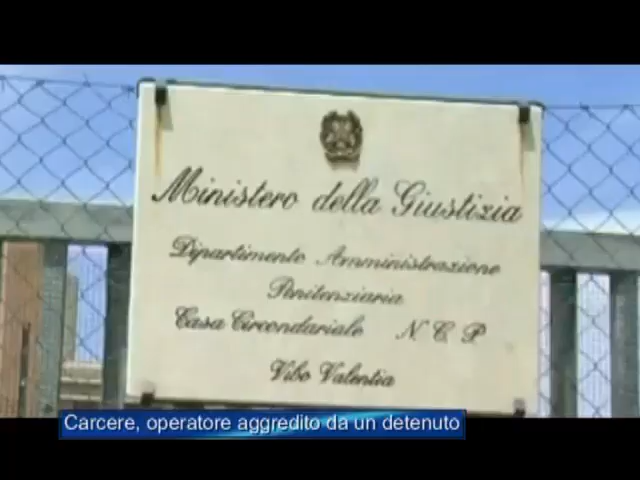 Ministero della Giustizia
Dipartimento Amministrazione
Penitenziaria
Casa Circondariale N. C. P
Vibo Valentia
Carcere, operatore aggredito da un detenuto